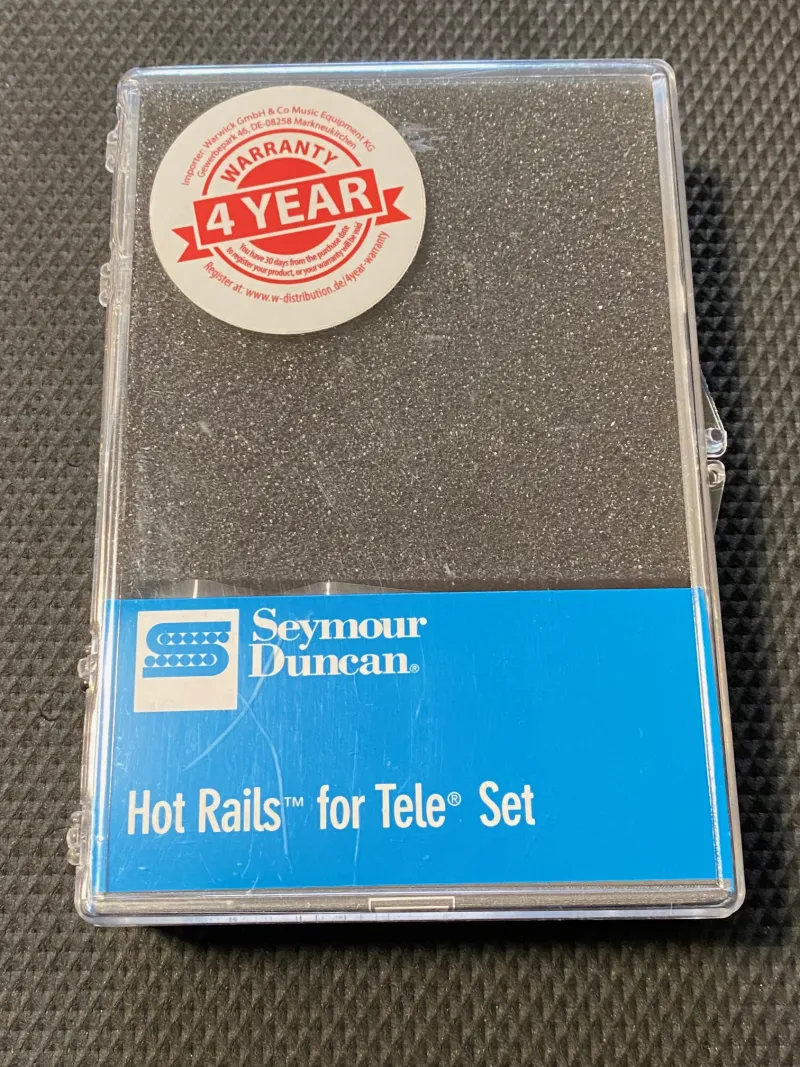 Importer: Warwick GmbH & Co Music Equipment KG
Gewerbepark 46, DE-08258 Markneukirchen
WARRANTY
4 YEAR
You have 30 days from the purchase date
to register your product, or your warranty will be void
Register at: www.w-distribution.de/4year-warranty
Seymour
Duncan®
Hot Rails™ for Tele® Set